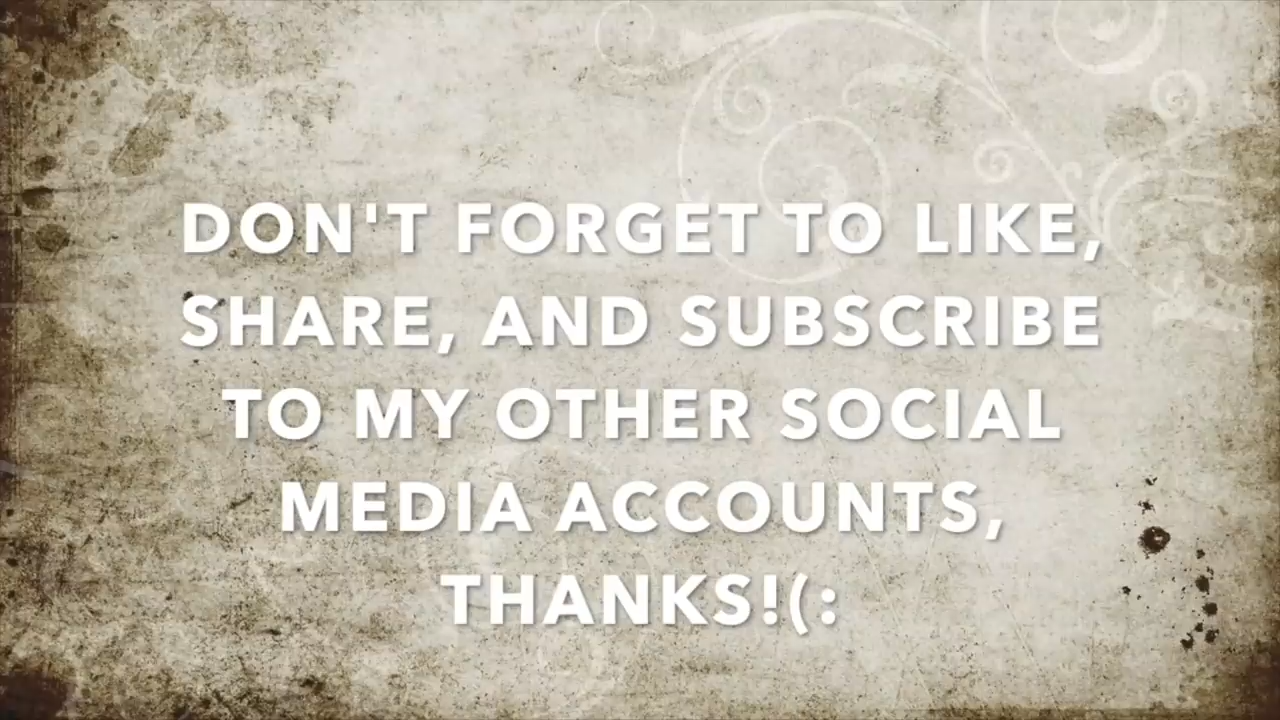 DON'T FORGET TO LIKE,
SHARE, AND SUBSCRIBE
TO MY OTHER SOCIAL
MEDIA ACCOUNTS,
THANKS!(: